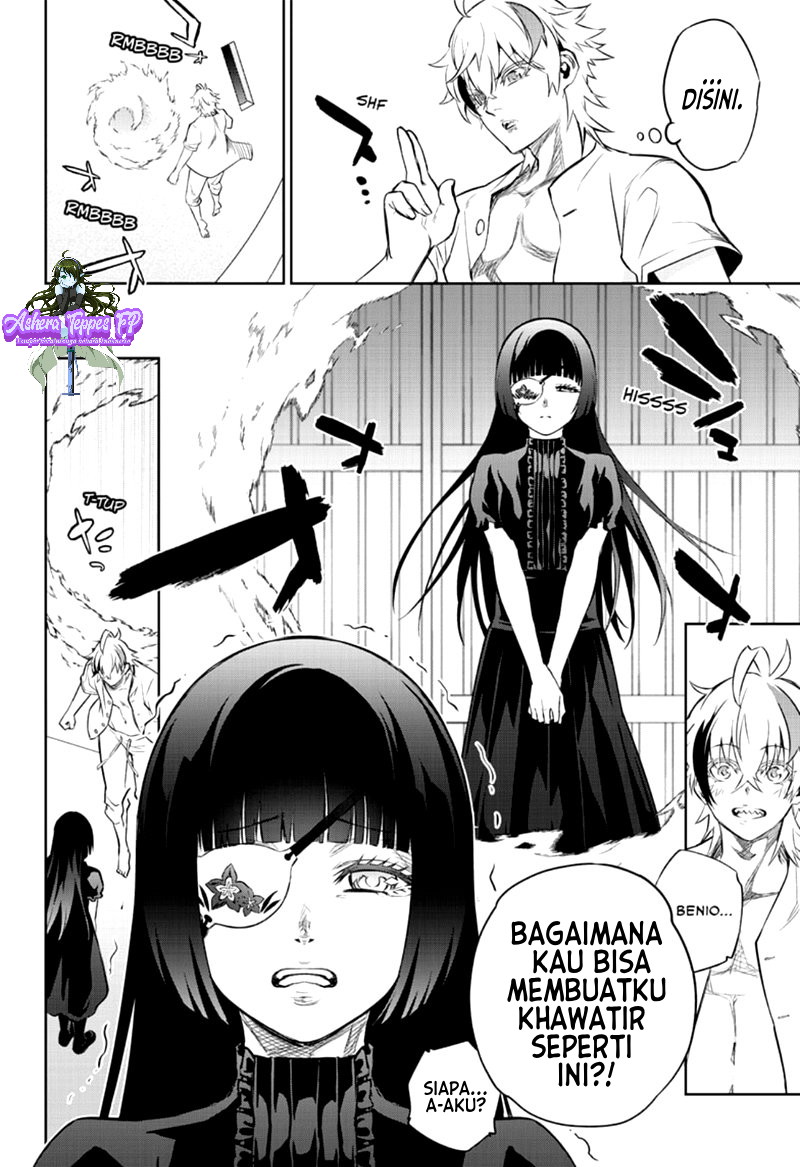 RMBBBB
RMBBBB
SHF
...
DISINI.
Ashera Teppes FP
HISSSS
T-TUP
BENIO...
BAGAIMANA
KAU BISA
MEMBUATKU
KHAWATIR
SEPERTI
INI?!
SIAPA...
A-AKU?